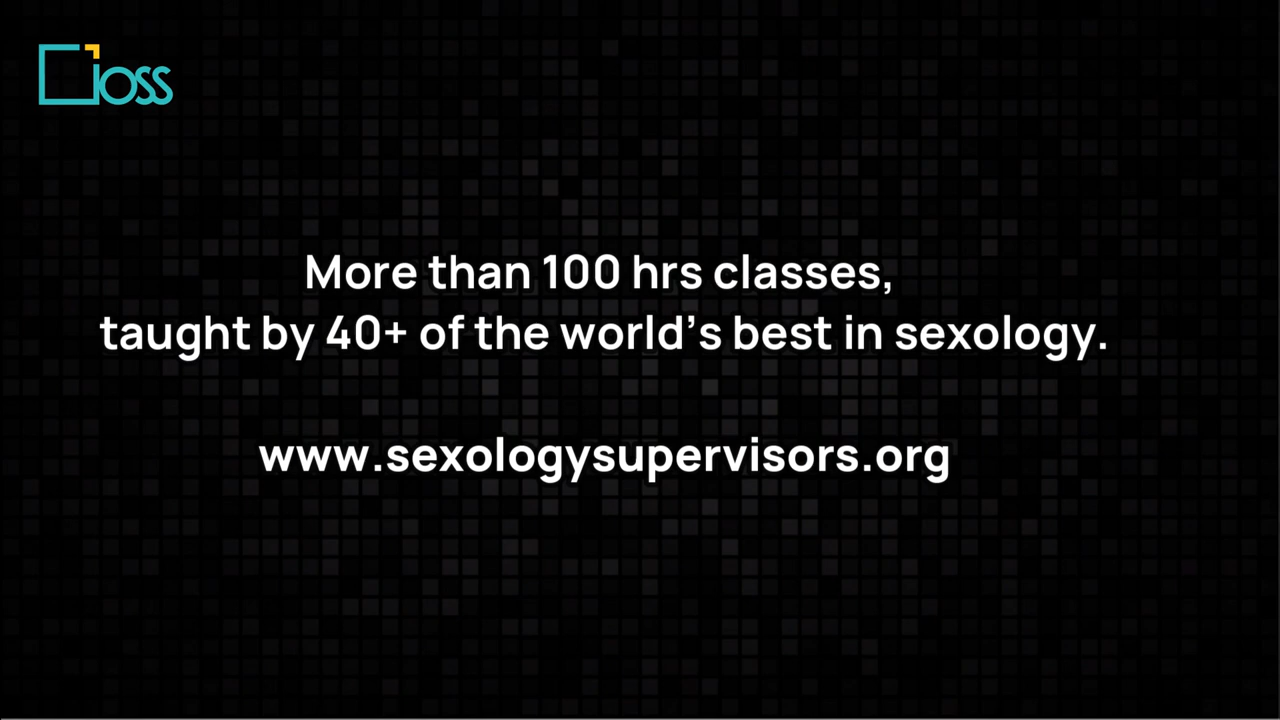 ioss
More than 100 hrs classes,
taught by 40+ of the world's best in sexology.
www.sexologysupervisors.org